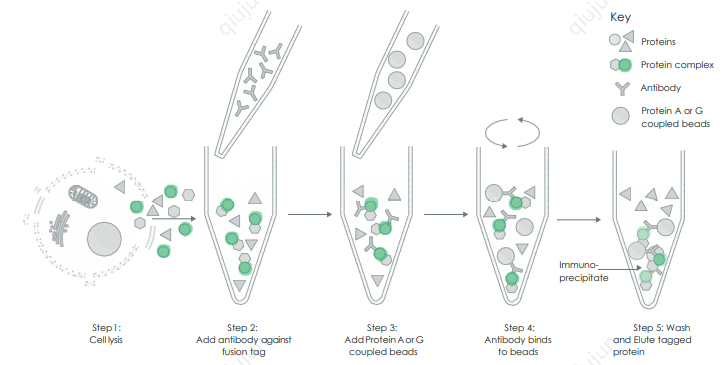 Key
Proteins
Protein complex
Antibody
Protein A or G
coupled beads
Immuno-
precipitate
Step 1:
Cell lysis
Step 2:
Add antibody against
fusion tag
Step 3:
Add Protein A or G
coupled beads
Step 4:
Antibody binds
to beads
Step 5: Wash
and Elute tagged
protein
qiujun
qiujun